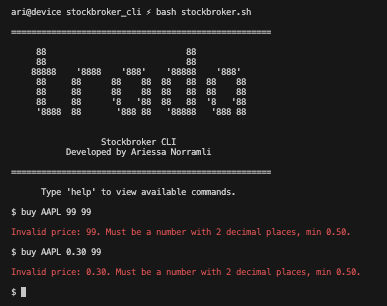 ari@device stockbroker_cli ⚡ bash stockbroker.sh
====================================================
     88                            88
     88                            88
    88888    '8888    '888'    '88888    '888'
     88     88      88    88  88   88  88    88
     88     88      88    88  88   88  88    88
     88     88      '8   '88  88   88  '8   '88
     '8888  88       '888 88   '88888   '888 88
Stockbroker CLI
Developed by Ariessa Norramli
====================================================
Type 'help' to view available commands.
$ buy AAPL 99 99
Invalid price: 99. Must be a number with 2 decimal places, min 0.50.
$ buy AAPL 0.30 99
Invalid price: 0.30. Must be a number with 2 decimal places, min 0.50.
$